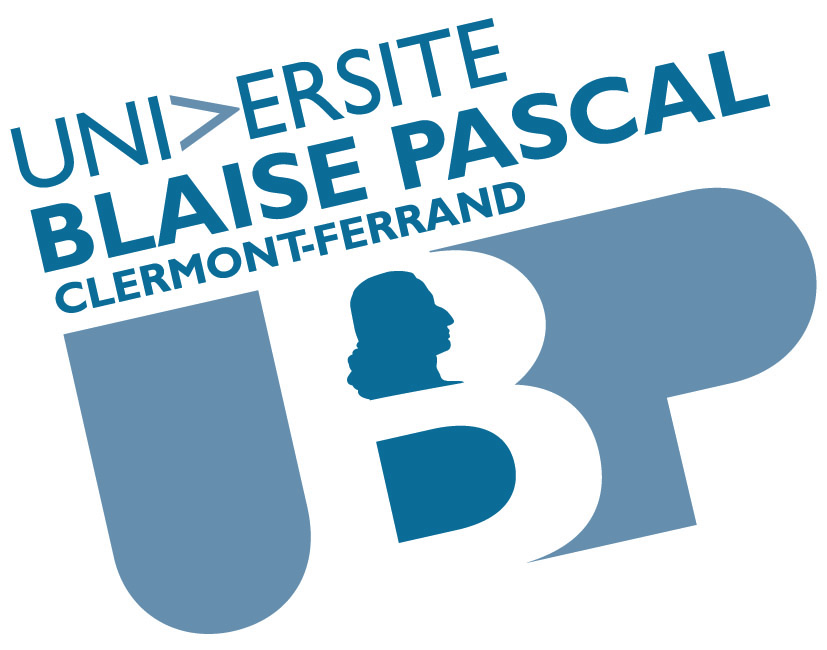 UNIVERSITE
BLAISE PASCAL
CLERMONT-FERRAND
UBP